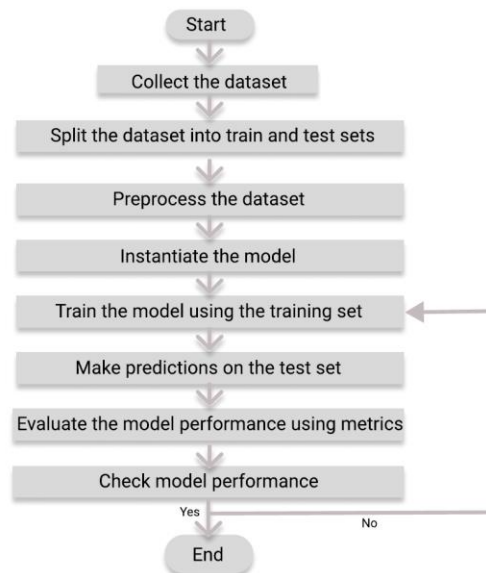 Start
Collect the dataset
Split the dataset into train and test sets
Preprocess the dataset
Instantiate the model
Train the model using the training set
Make predictions on the test set
Evaluate the model performance using metrics
Check model performance
Yes
No
End